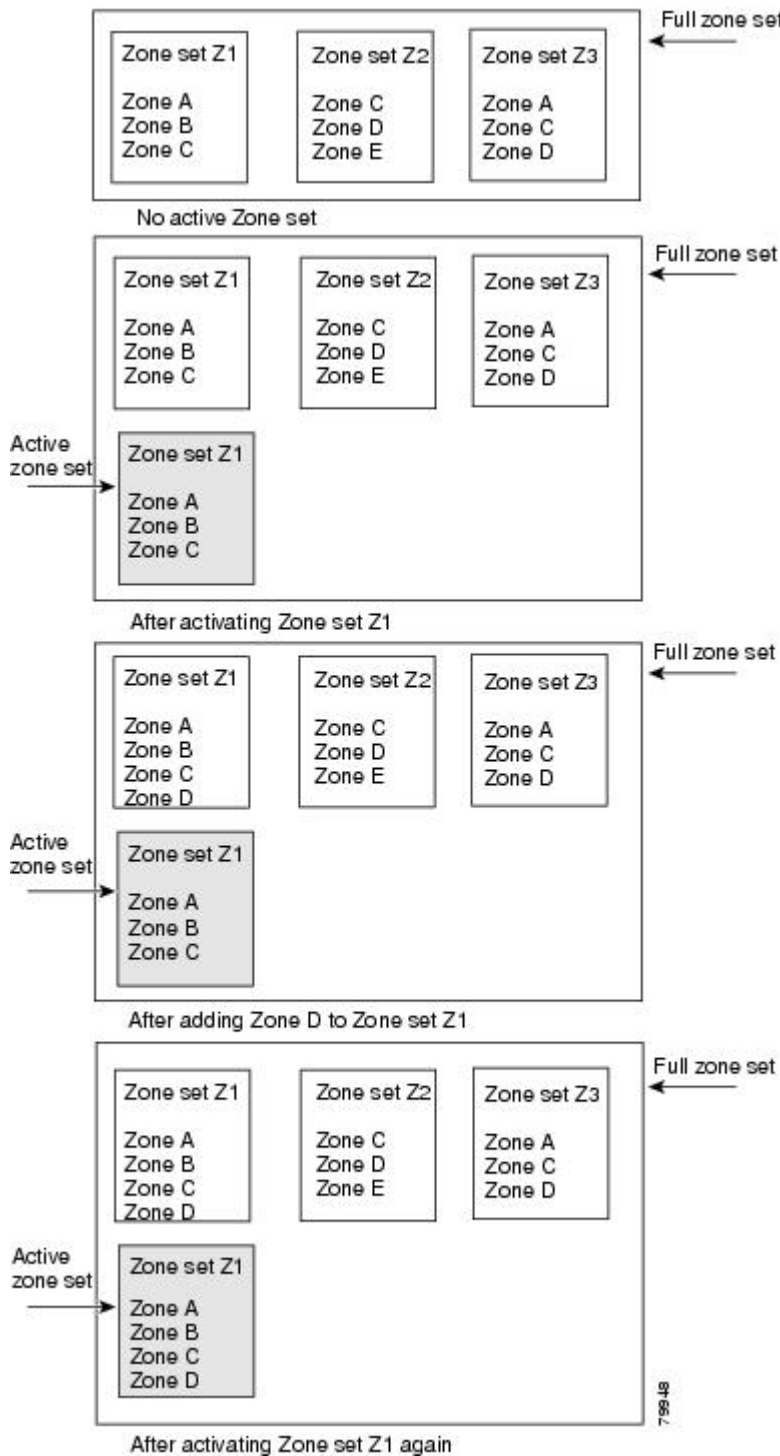 Full zone set
Zone set Z1
Zone A
Zone B
Zone C
Zone set Z2
Zone C
Zone D
Zone E
Zone set Z3
Zone A
Zone C
Zone D
No active Zone set
Full zone set
Zone set Z1
Zone A
Zone B
Zone C
Zone set Z2
Zone C
Zone D
Zone E
Zone set Z3
Zone A
Zone C
Zone D
Active
zone set
Zone set Z1
Zone A
Zone B
Zone C
After activating Zone set Z1
Full zone set
Zone set Z1
Zone A
Zone B
Zone C
Zone D
Zone set Z2
Zone C
Zone D
Zone E
Zone set Z3
Zone A
Zone C
Zone D
Active
zone set
Zone set Z1
Zone A
Zone B
Zone C
After adding Zone D to Zone set Z1
Full zone set
Zone set Z1
Zone A
Zone B
Zone C
Zone D
Zone set Z2
Zone C
Zone D
Zone E
Zone set Z3
Zone A
Zone C
Zone D
Active
zone set
Zone set Z1
Zone A
Zone B
Zone C
Zone D
79948
After activating Zone set Z1 again